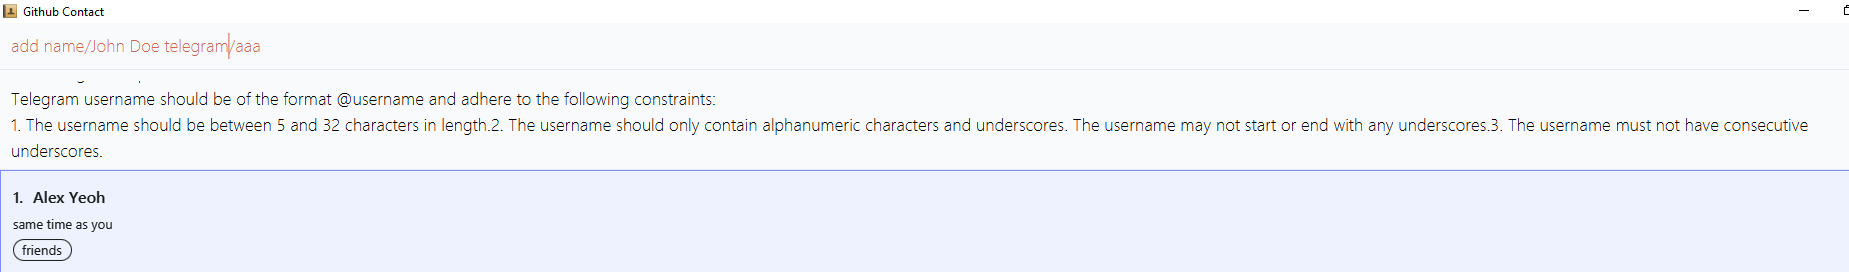 Github Contact
add name/John Doe telegram/aaa
Telegram username should be of the format @username and adhere to the following constraints:
1. The username should be between 5 and 32 characters in length.2. The username should only contain alphanumeric characters and underscores. The username may not start or end with any underscores.3. The username must not have consecutive
underscores.
1. Alex Yeoh
same time as you
friends